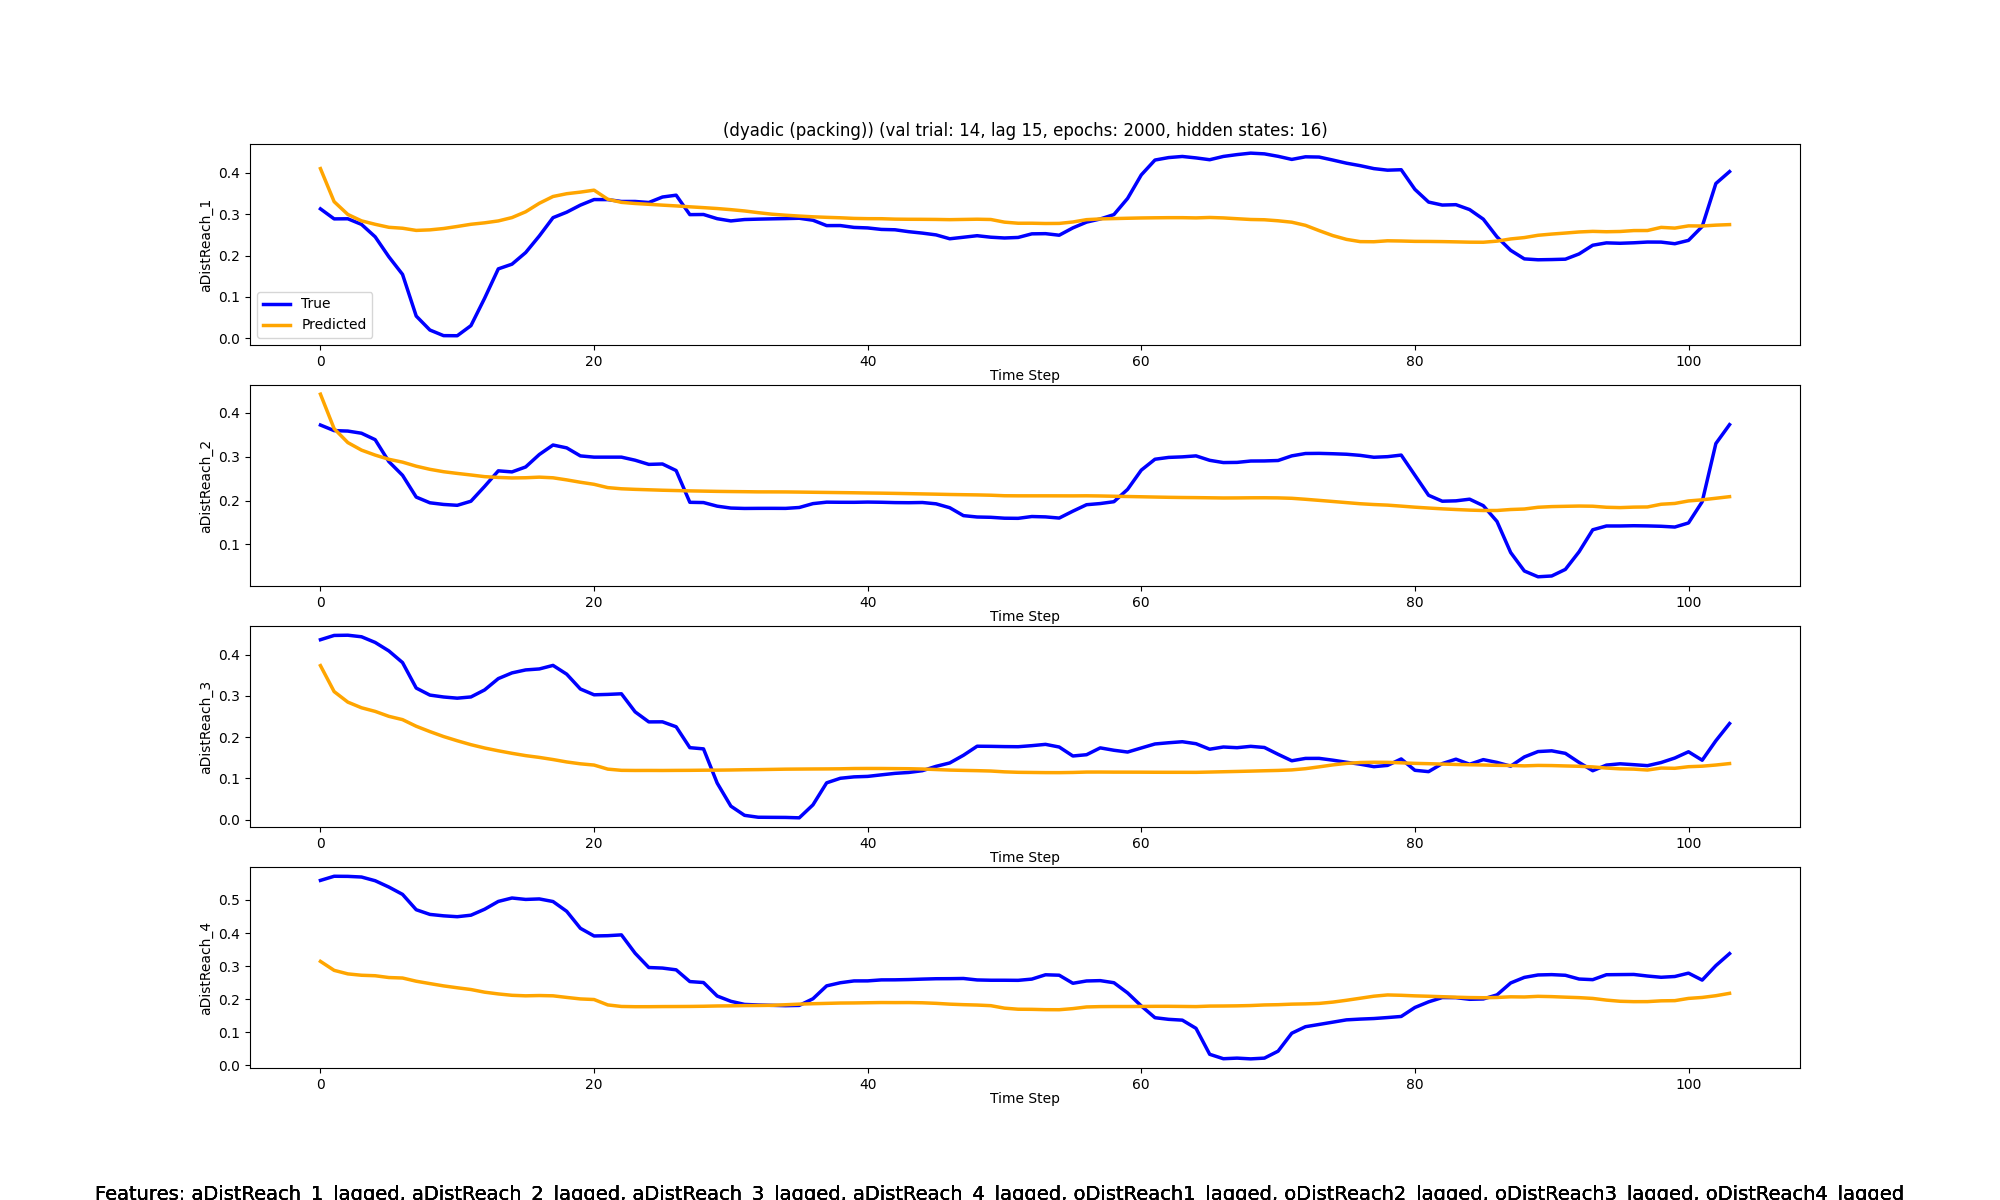 (dyadic (packing)) (val trial: 14, lag 15, epochs: 2000, hidden states: 16)
aDistReach_1
0.4
0.3
0.2
0.1
0.0
True
Predicted
0 20 40 60 80 100
Time Step
aDistReach_2
0.4
0.3
0.2
0.1
0 20 40 60 80 100
Time Step
aDistReach_3
0.4
0.3
0.2
0.1
0.0
0 20 40 60 80 100
Time Step
aDistReach_4
0.5
0.4
0.3
0.2
0.1
0.0
0 20 40 60 80 100
Time Step
Features: aDistReach_1_lagged, aDistReach_2_lagged, aDistReach_3_lagged, aDistReach_4_lagged, oDistReach1_lagged, oDistReach2_lagged, oDistReach3_lagged, oDistReach4_lagged